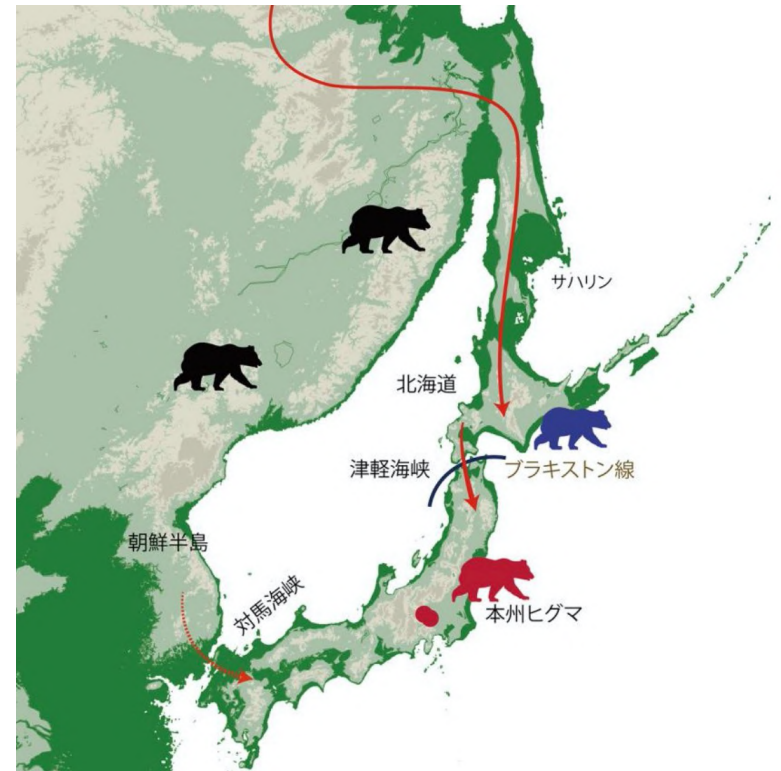 サハリン
北海道
津軽海峡
ブラキストン線
朝鮮半島
対馬海峡
本州ヒグマ